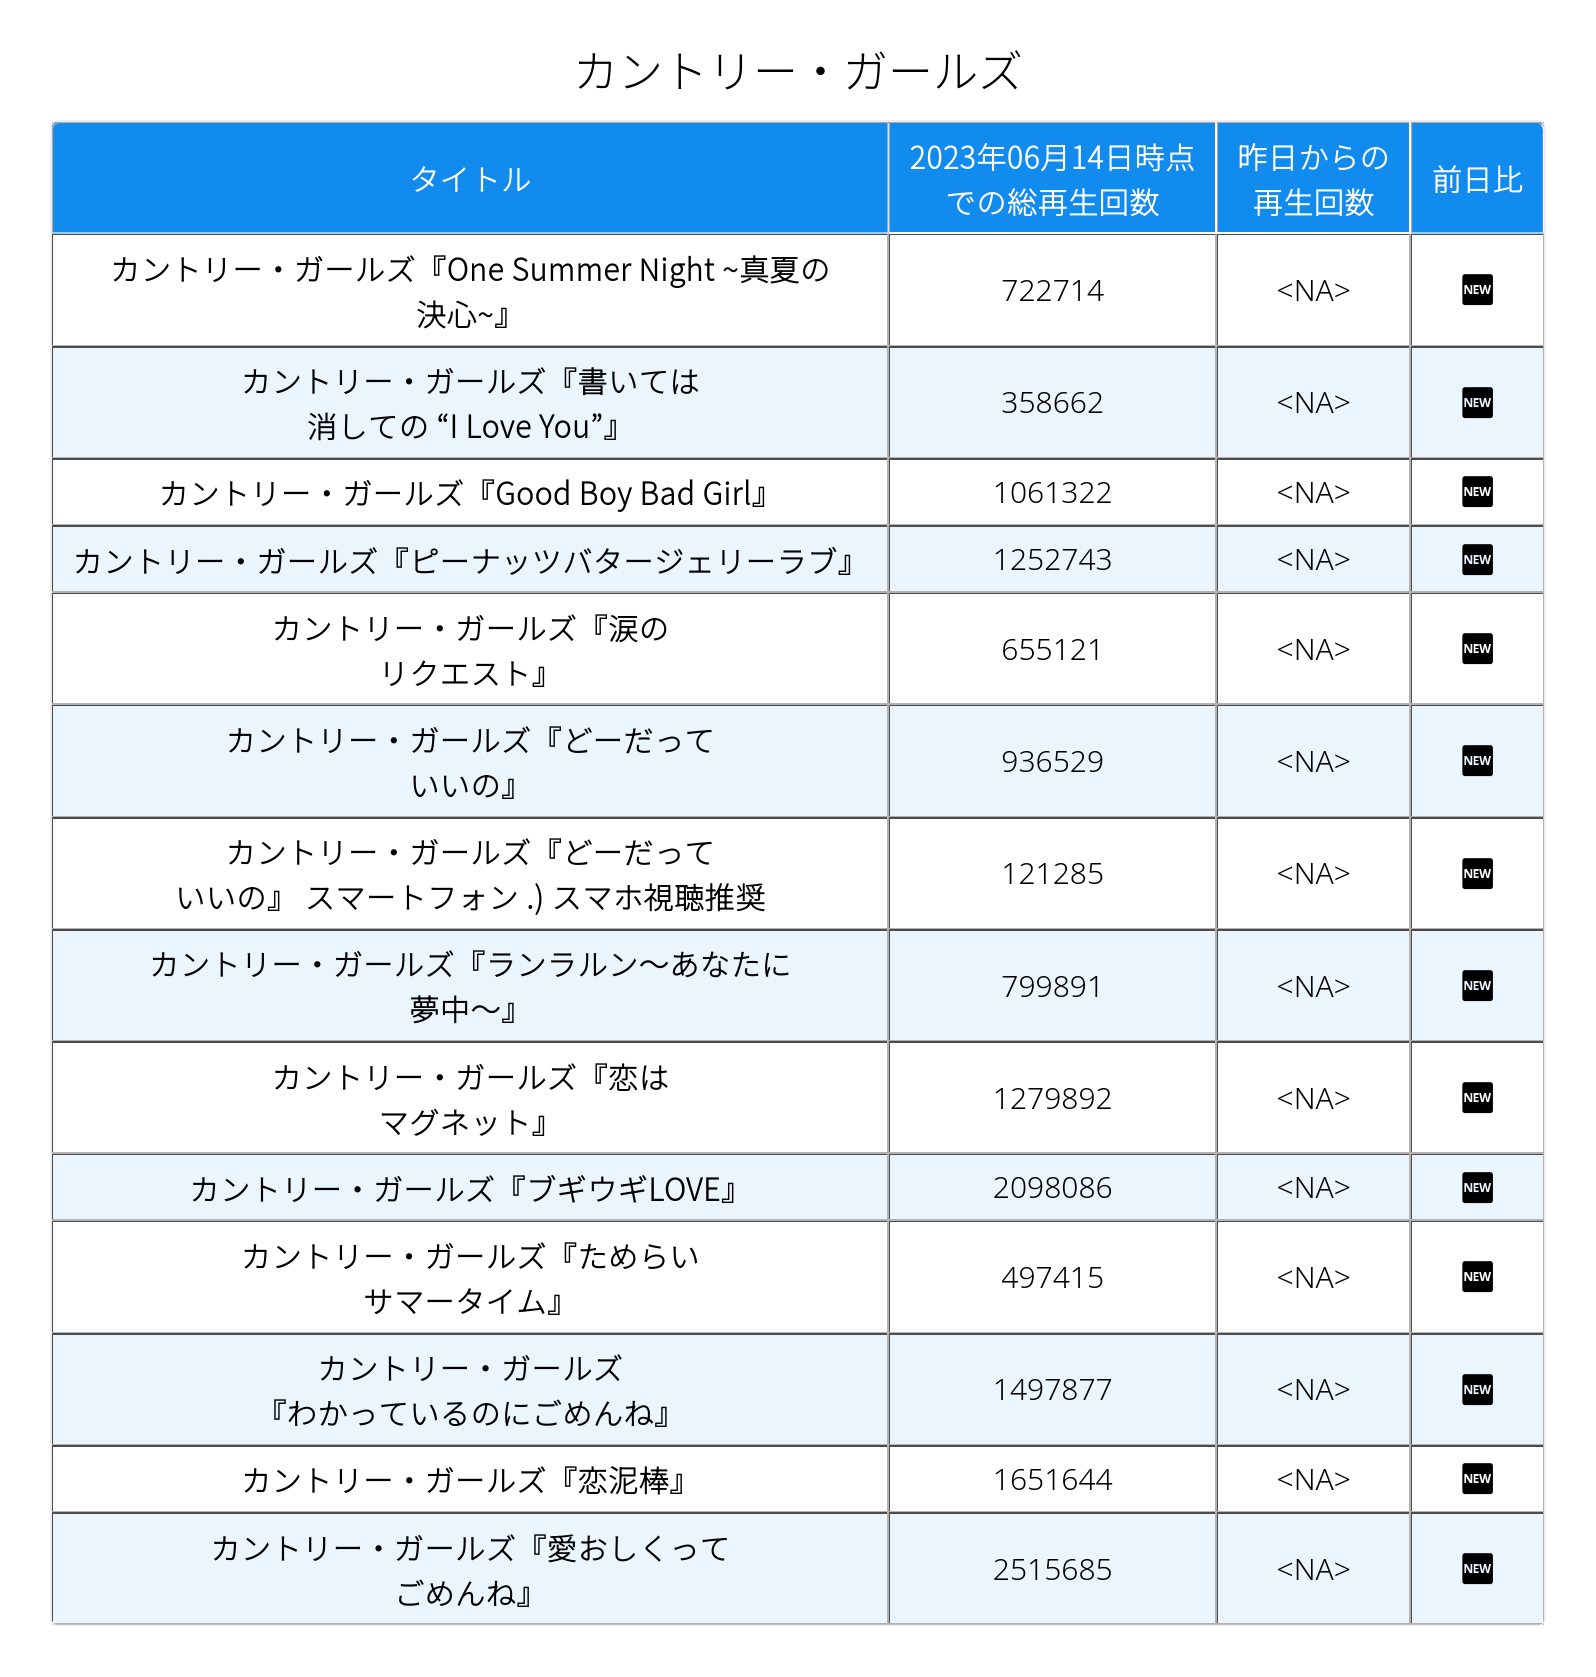 カントリー・ガールズ
タイトル
2023年06月14日時点
での総再生回数
昨日からの
再生回数
前日比
カントリー・ガールズ『One Summer Night ~真夏の
決心~』
722714
<NA>
NEW
カントリー・ガールズ『書いては
消しての “I Love You”』
358662
<NA>
NEW
カントリー・ガールズ『Good Boy Bad Girl』
1061322
<NA>
NEW
カントリー・ガールズ『ピーナッツバタージェリーラブ』
1252743
<NA>
NEW
カントリー・ガールズ『涙の
リクエスト』
655121
<NA>
NEW
カントリー・ガールズ『どーだって
いいの』
936529
<NA>
NEW
カントリー・ガールズ『どーだって
いいの』 スマートフォン .) スマホ視聴推奨
121285
<NA>
NEW
カントリー・ガールズ『ランラルン～あなたに
夢中～』
799891
<NA>
NEW
カントリー・ガールズ『恋は
マグネット』
1279892
<NA>
NEW
カントリー・ガールズ『ブギウギLOVE』
2098086
<NA>
NEW
カントリー・ガールズ『ためらい
サマータイム』
497415
<NA>
NEW
カントリー・ガールズ
『わかっているのにごめんね』
1497877
<NA>
NEW
カントリー・ガールズ『恋泥棒』
1651644
<NA>
NEW
カントリー・ガールズ『愛おしくって
ごめんね』
2515685
<NA>
NEW